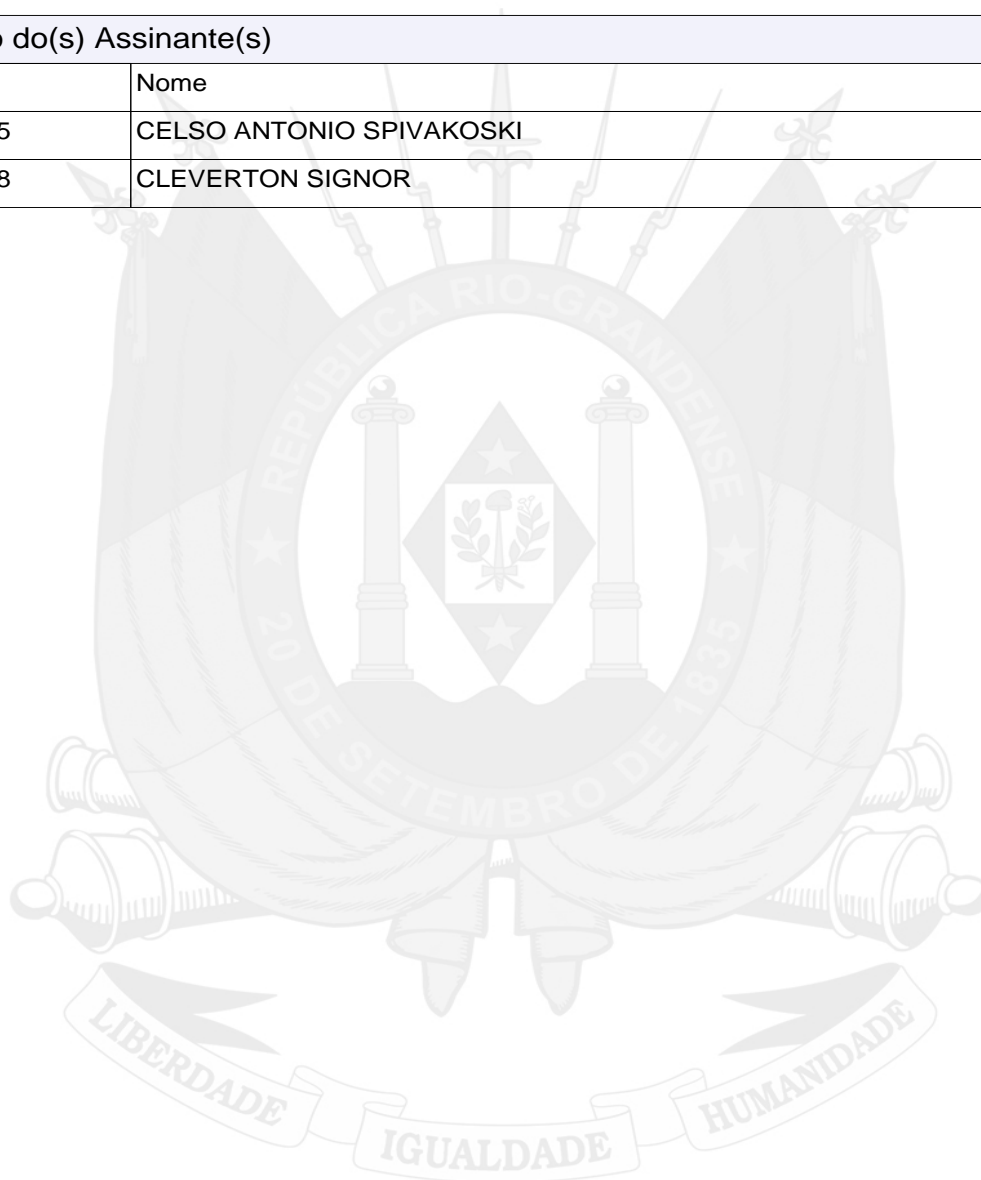 o do(s) Assinante(s)
Nome
5 CELSO ANTONIO SPIVAKOSKI
8 CLEVERTON SIGNOR
REPÚBLICA RIO-GRANDENSE
★ 20 DE SETEMBRO DE 1835 ★
LIBERDADE IGUALDADE HUMANIDADE